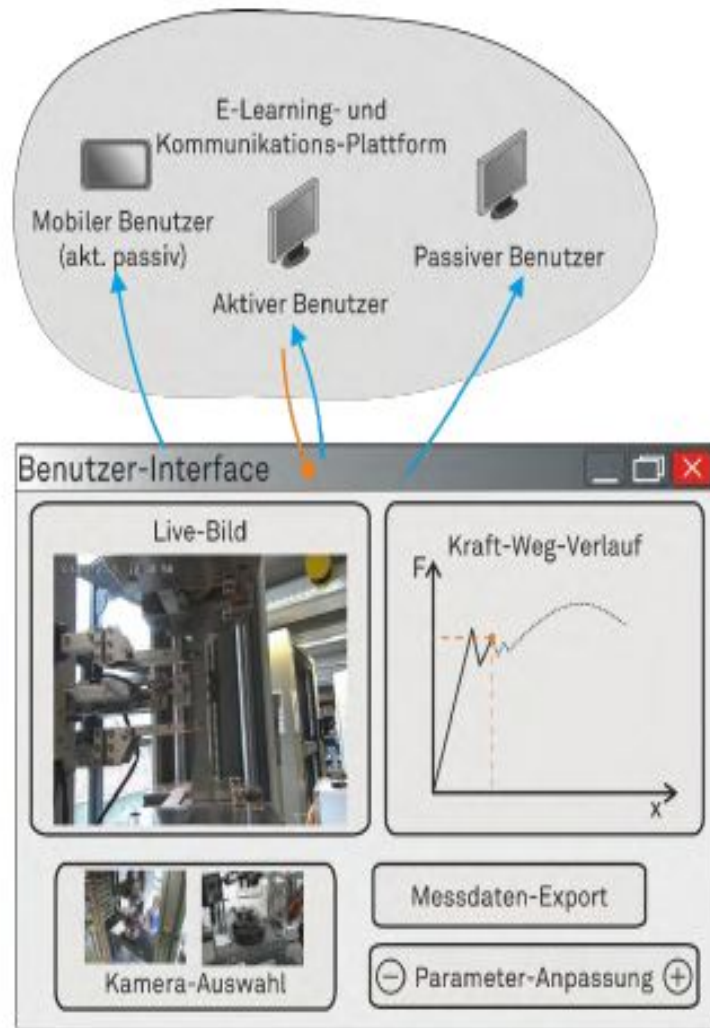 E-Learning- und
Kommunikations-Plattform
Mobiler Benutzer
(akt. passiv)
Aktiver Benutzer
Passiver Benutzer
Benutzer-Interface
Live-Bild
Kraft-Weg-Verlauf
F
x
Kamera-Auswahl
Messdaten-Export
Parameter-Anpassung